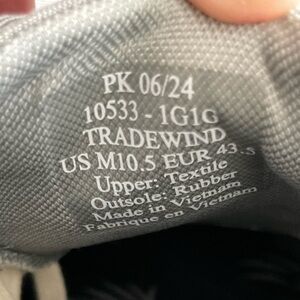 PK 06/24
10533 - 1G1G
TRADEWIND
US M10.5 EUR 43.5
Upper: Textile
Outsole: Rubber
Made in Vietnam
Fabrique en Vietnam